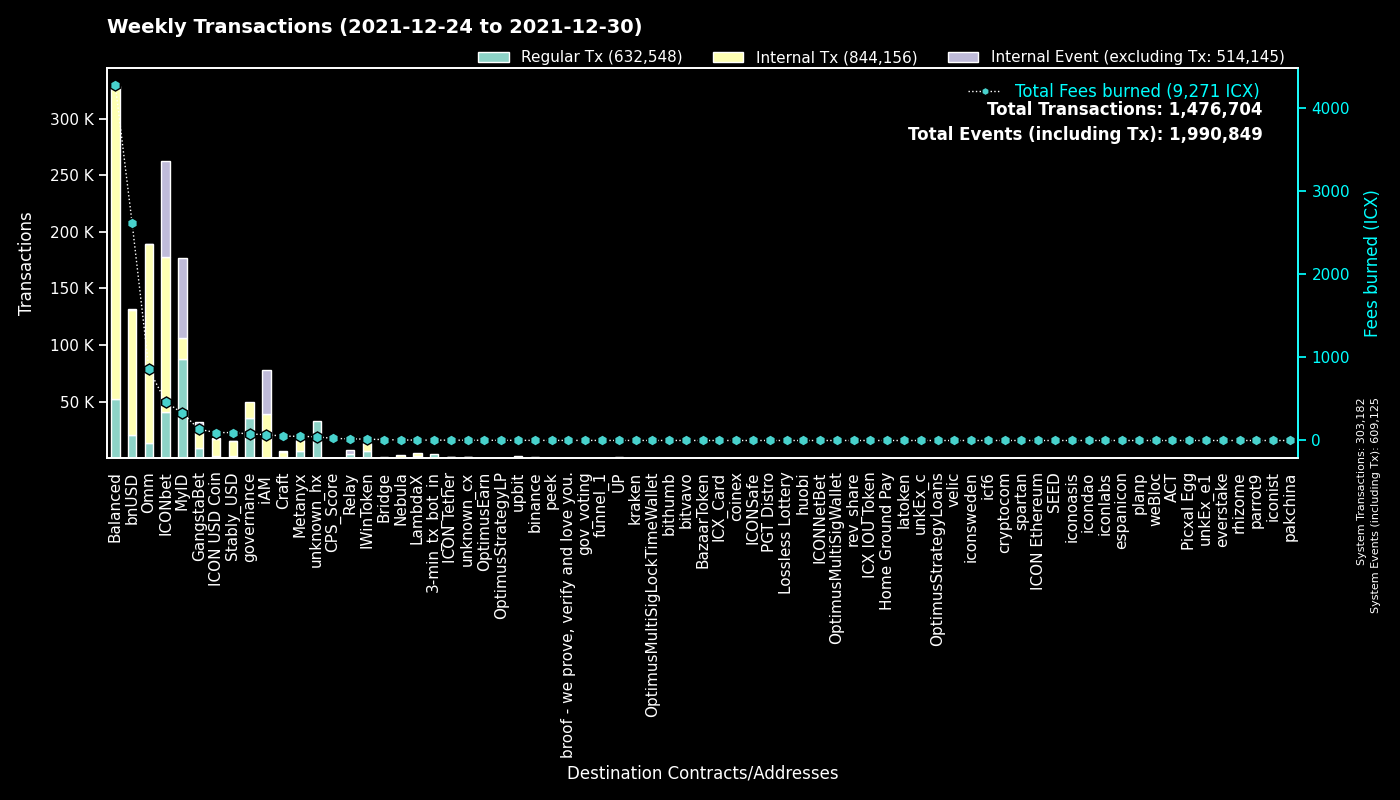 Weekly Transactions (2021-12-24 to 2021-12-30)
Regular Tx (632,548)
Internal Tx (844,156)
Internal Event (excluding Tx: 514,145)
Total Fees burned (9,271 ICX)
Total Transactions: 1,476,704
Total Events (including Tx): 1,990,849
Transactions
300 K
250 K
200 K
150 K
100 K
50 K
4000
3000
2000
1000
0
Fees burned (ICX)
System Transactions: 303,182
System Events (including Tx): 609,125
Balanced
bnUSD
Omm
ICONbet
MyID
GangstaBet
ICON USD Coin
Stably_USD
governance
iAM
Craft
Metanyx
unknown_hx
CPS_Score
Relay
IWinToken
Bridge
Nebula
LambdaX
3-min_tx_bot_in
ICON_Tether
unknown_cx
OptimusEarn
OptimusStrategyLP
upbit
binance
peek
broof - we prove, verify and love you.
gov_voting
funnel_1
UP
kraken
OptimusMultiSigLockTimeWallet
bithumb
bitvavo
BazaarToken
ICX_Card
coinex
ICONSafe
PGT Distro
Lossless Lottery
huobi
ICONNetBet
OptimusMultiSigWallet
rev_share
ICX IOU Token
Home Ground Pay
latoken
unkEx_c
OptimusStrategyLoans
velic
iconsweden
icf6
cryptocom
spartan
ICON Ethereum
SEED
iconoasis
icondao
iconlabs
espanicon
planp
weBloc
ACT
Picxal Egg
unkEx_e1
everstake
rhizome
parrot9
iconist
pakchina
Destination Contracts/Addresses